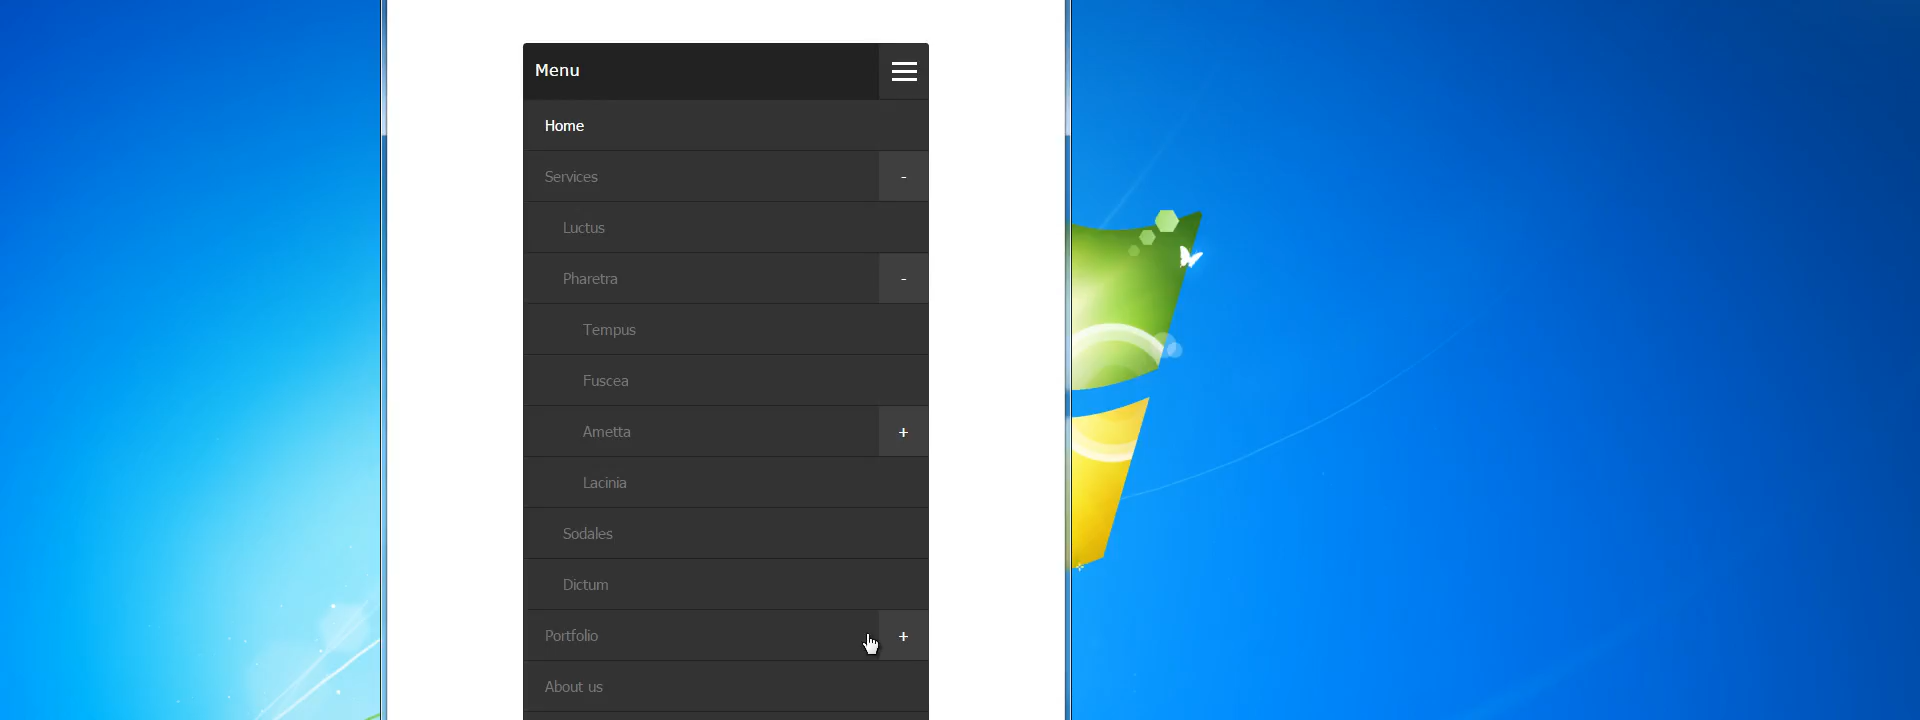 Menu
Home
Services -
Luctus
Pharetra -
Tempus
Fuscea
Ametta +
Lacinia
Sodales
Dictum
Portfolio +
About us